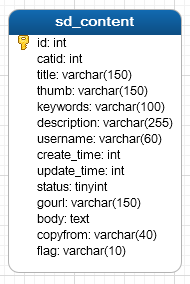 sd_content
id: int
catid: int
title: varchar(150)
thumb: varchar(150)
keywords: varchar(100)
description: varchar(255)
username: varchar(60)
create_time: int
update_time: int
status: tinyint
gourl: varchar(150)
body: text
copyfrom: varchar(40)
flag: varchar(10)